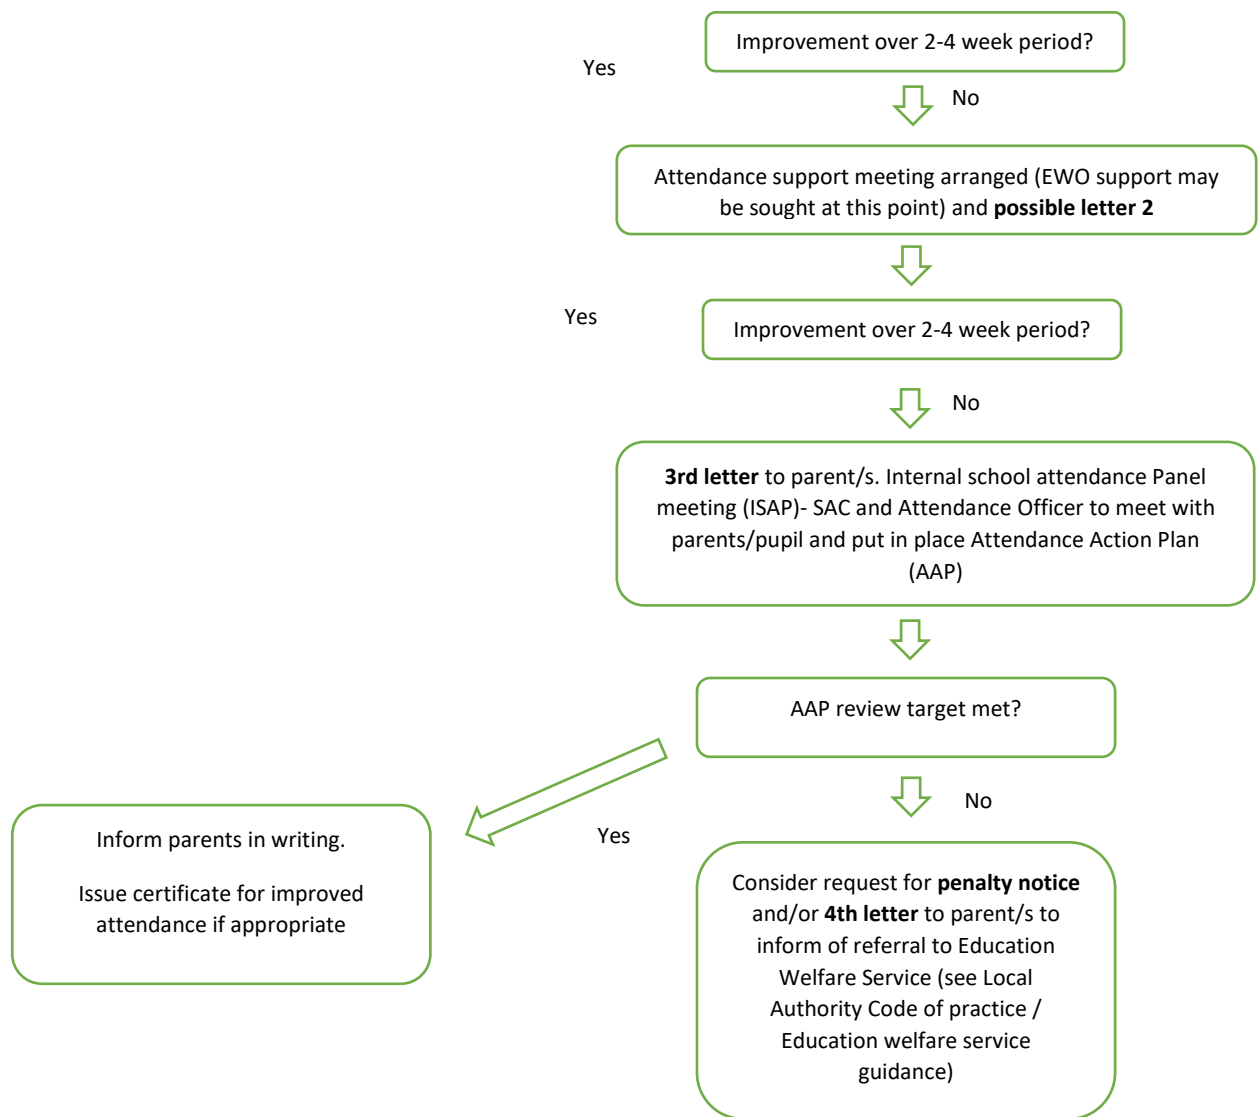 Improvement over 2-4 week period?
Yes
No
Attendance support meeting arranged (EWO support may
be sought at this point) and possible letter 2
Yes
Improvement over 2-4 week period?
No
3rd letter to parent/s. Internal school attendance Panel
meeting (ISAP)- SAC and Attendance Officer to meet with
parents/pupil and put in place Attendance Action Plan
(AAP)
AAP review target met?
No
Yes
Inform parents in writing.
Issue certificate for improved
attendance if appropriate
Consider request for penalty notice
and/or 4th letter to parent/s to
inform of referral to Education
Welfare Service (see Local
Authority Code of practice /
Education welfare service
guidance)